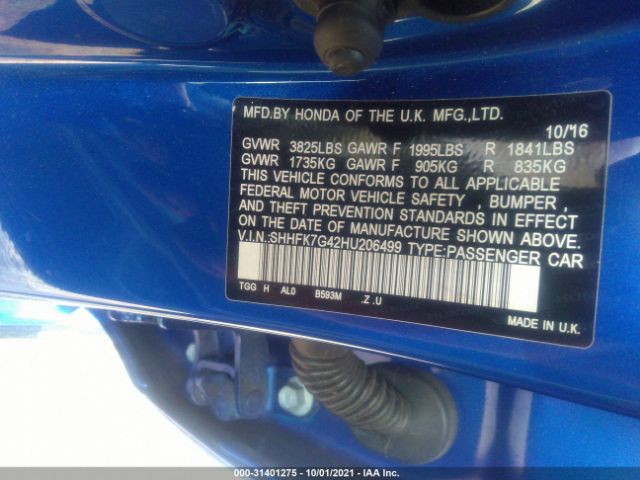 MFD.BY HONDA OF THE U.K. MFG.,LTD.
10/'16
GVWR 3825LBS GAWR F 1995LBS R 1841LBS
GVWR 1735KG GAWR F 905KG R 835KG
THIS VEHICLE CONFORMS TO ALL APPLICABLE
FEDERAL MOTOR VEHICLE SAFETY , BUMPER ,
AND THEFT PREVENTION STANDARDS IN EFFECT
ON THE DATE OF MANUFACTURE SHOWN ABOVE.
V.I.N:SHHFK7G42HU206499 TYPE:PASSENGER CAR
TGG H AL0 B593M .Z.U
MADE IN U.K.
000-31401275 - 10/01/2021 - IAA Inc.